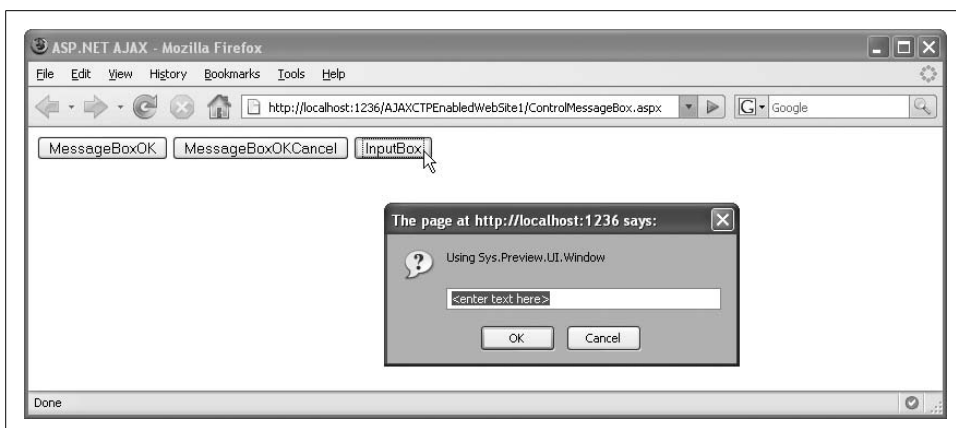 ASP.NET AJAX - Mozilla Firefox
File Edit View History Bookmarks Tools Help
http://localhost:1236/AJAXCTPEnabledWebSite1/ControlMessageBox.aspx G Google
MessageBoxOK MessageBoxOKCancel InputBox
The page at http://localhost:1236 says:
? Using Sys.Preview.UI.Window
<enter text here>
OK Cancel
Done